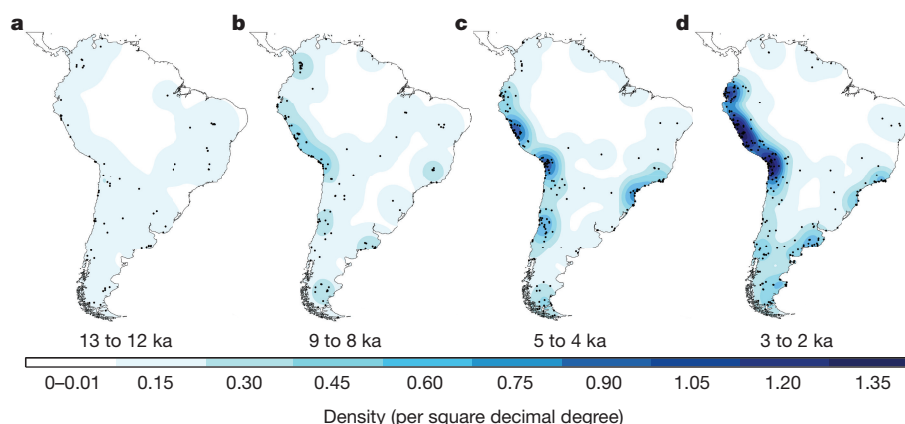 a
b
c
d
13 to 12 ka
9 to 8 ka
5 to 4 ka
3 to 2 ka
0–0.01
0.15
0.30
0.45
0.60
0.75
0.90
1.05
1.20
1.35
Density (per square decimal degree)